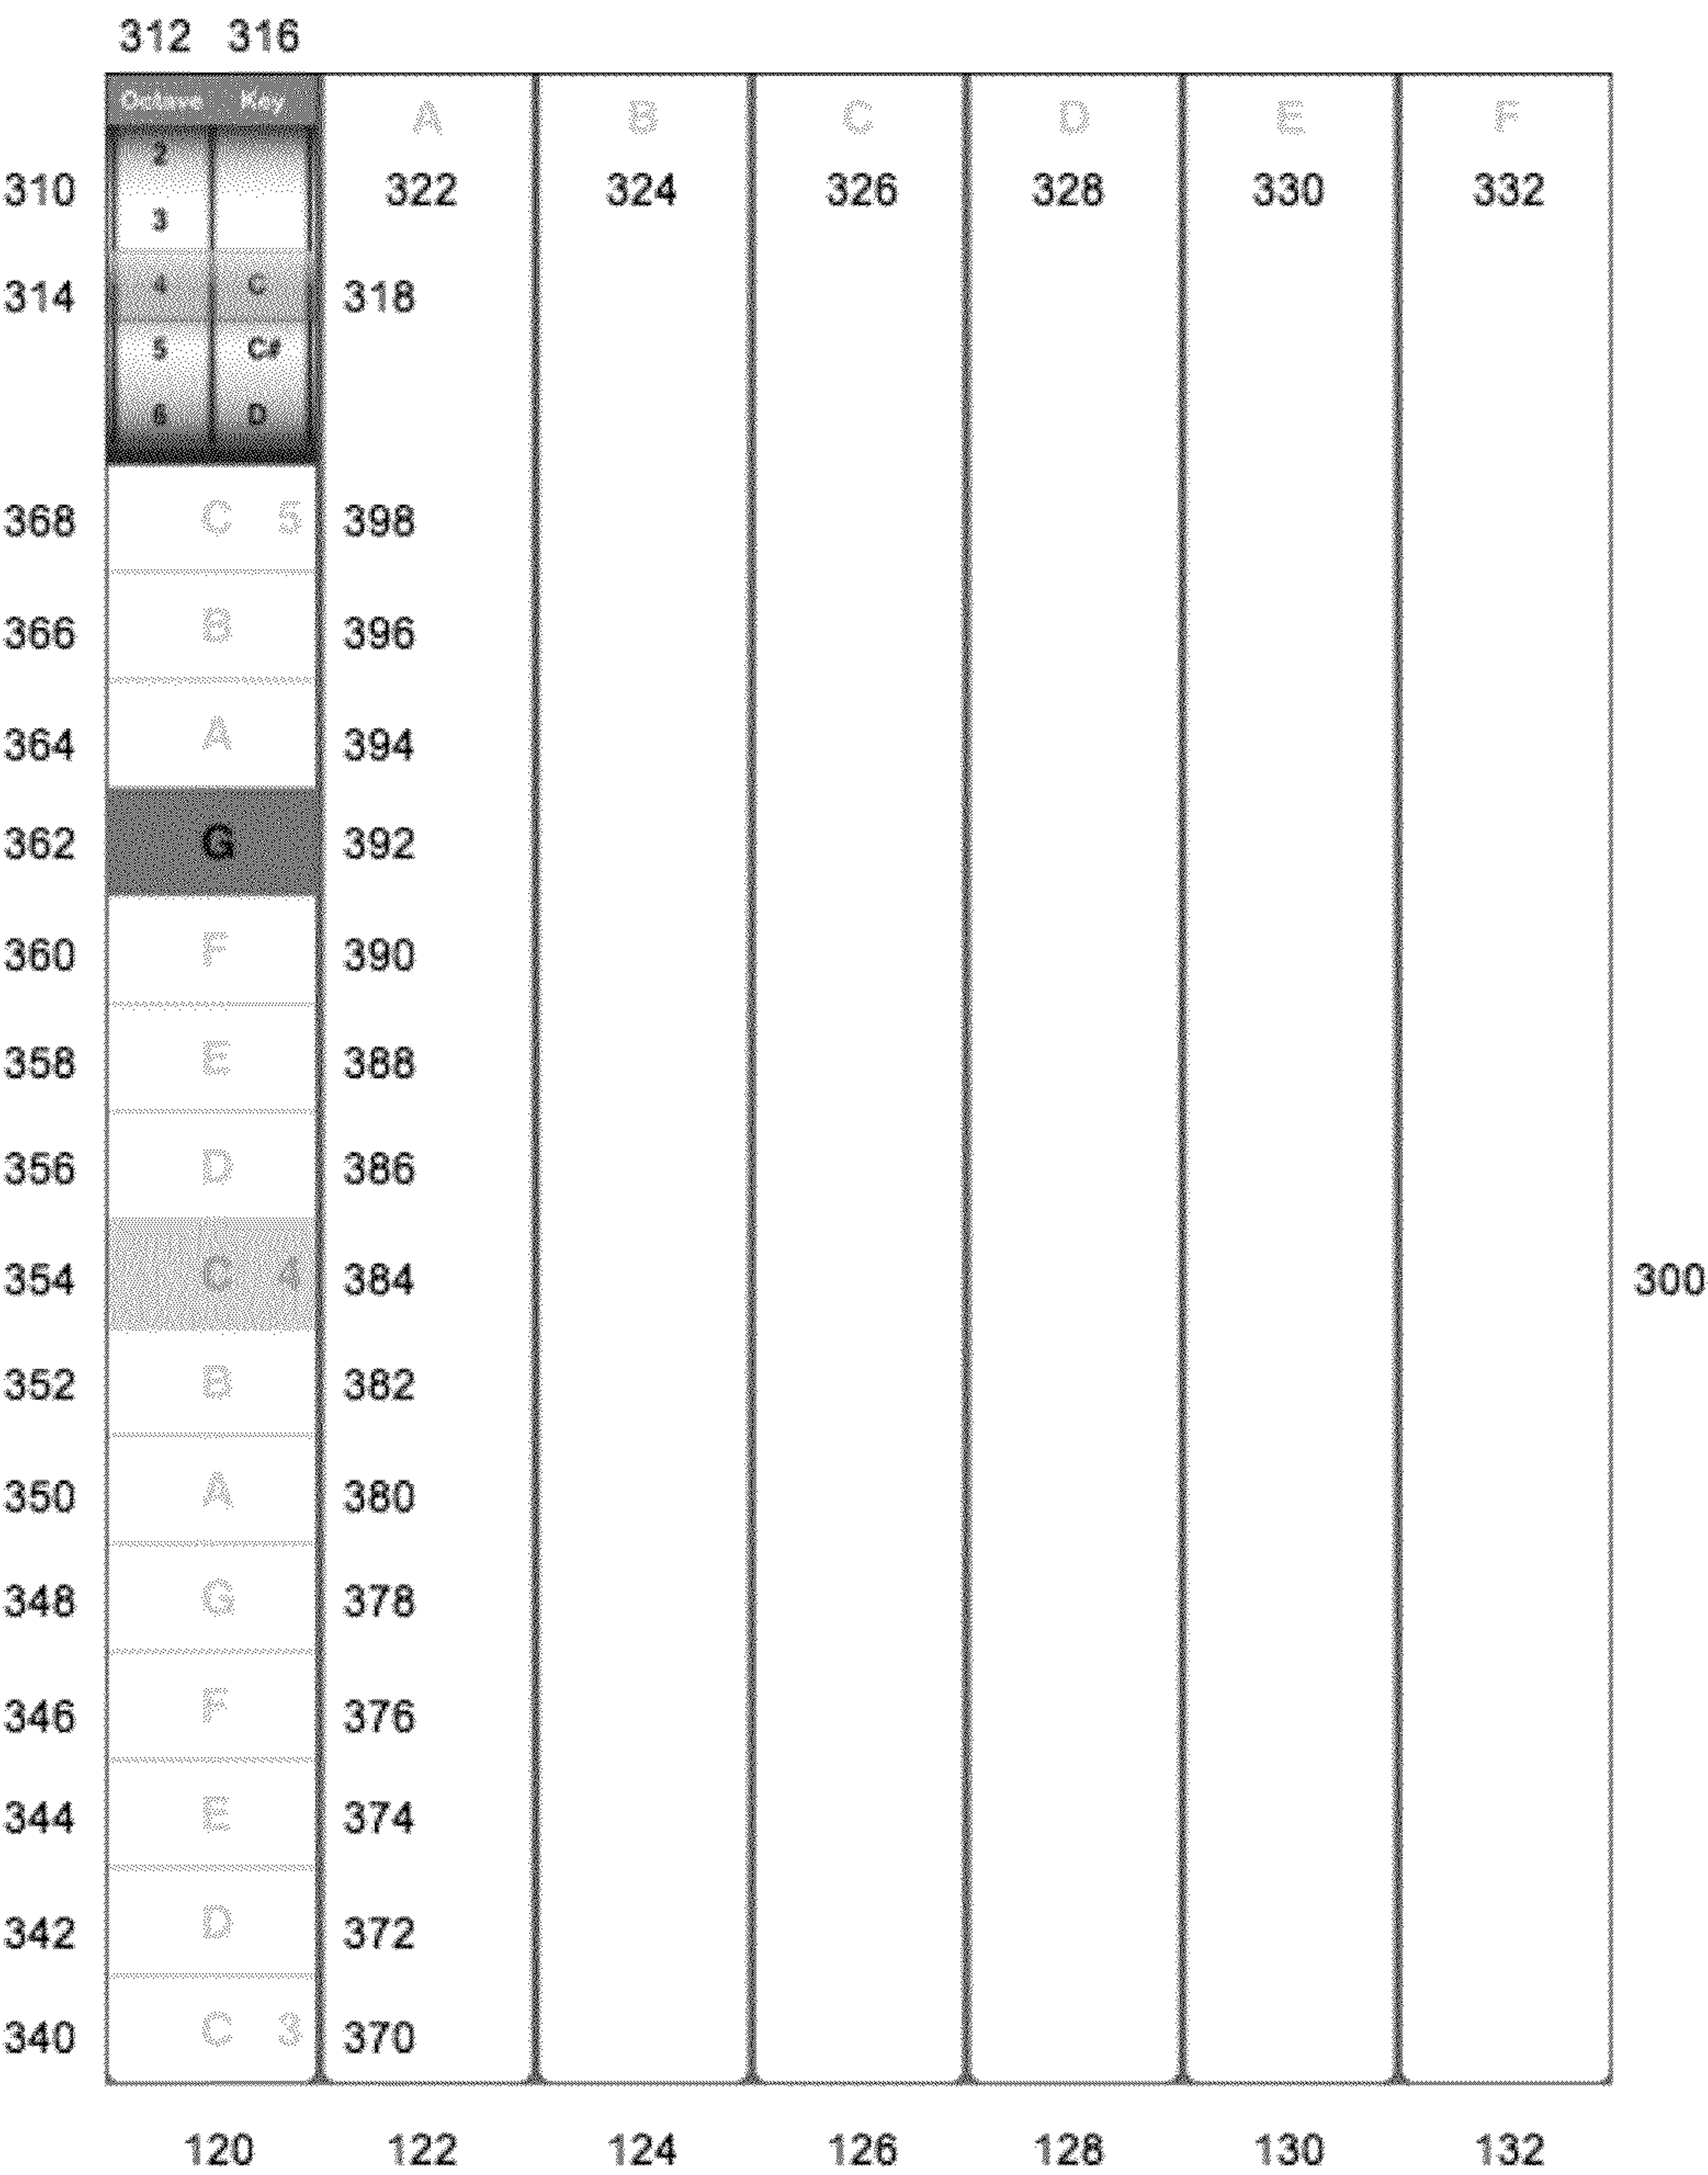 312 316
Octave Key A B C D E F
2
310 322 324 326 328 330 332
3
314 4 C 318
5 C#
6 D
368 C 5 398
366 B 396
364 A 394
362 G 392
360 F 390
358 E 388
356 D 386
354 C 4 384 300
352 B 382
350 A 380
348 G 378
346 F 376
344 E 374
342 D 372
340 C 3 370
120 122 124 126 128 130 132